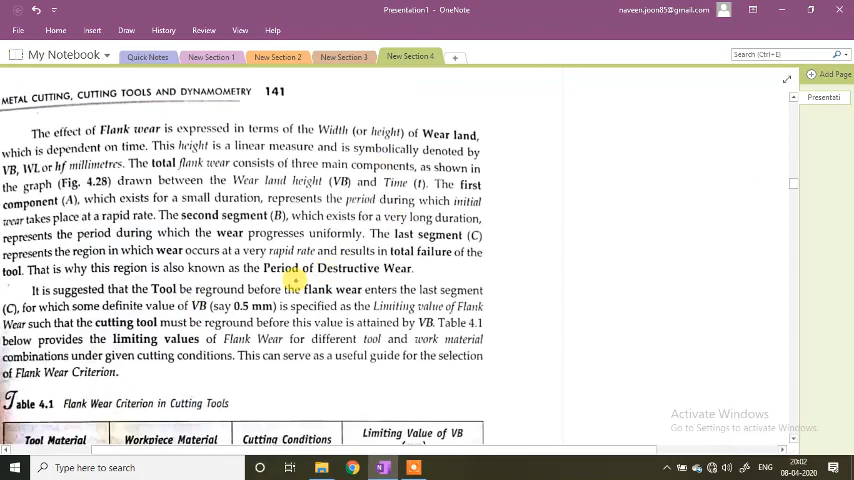 Presentation1 - OneNote
naveen.joon85@gmail.com
File Home Insert Draw History Review View Help
My Notebook Quick Notes New Section 1 New Section 2 New Section 3 New Section 4
Search (Ctrl+E)
Add Page
Presentati
METAL CUTTING, CUTTING TOOLS AND DYNAMOMETRY 141
The effect of Flank wear is expressed in terms of the Width (or height) of Wear land,
which is dependent on time. This height is a linear measure and is symbolically denoted by
VB, WL or hf millimetres. The total flank wear consists of three main components, as shown in
the graph (Fig. 4.28) drawn between the Wear land height (VB) and Time (t). The first
component (A), which exists for a small duration, represents the period during which initial
wear takes place at a rapid rate. The second segment (B), which exists for a very long duration,
represents the period during which the wear progresses uniformly. The last segment (C)
represents the region in which wear occurs at a very rapid rate and results in total failure of the
tool. That is why this region is also known as the Period of Destructive Wear.
It is suggested that the Tool be reground before the flank wear enters the last segment
(C), for which some definite value of VB (say 0.5 mm) is specified as the Limiting value of Flank
Wear such that the cutting tool must be reground before this value is attained by VB. Table 4.1
below provides the limiting values of Flank Wear for different tool and work material
combinations under given cutting conditions. This can serve as a useful guide for the selection
of Flank Wear Criterion.
Table 4.1 Flank Wear Criterion in Cutting Tools
Tool Material Workpiece Material Cutting Conditions Limiting Value of VB
Activate Windows
Go to Settings to activate Windows.
Type here to search
ENG
20:02
08-04-2020